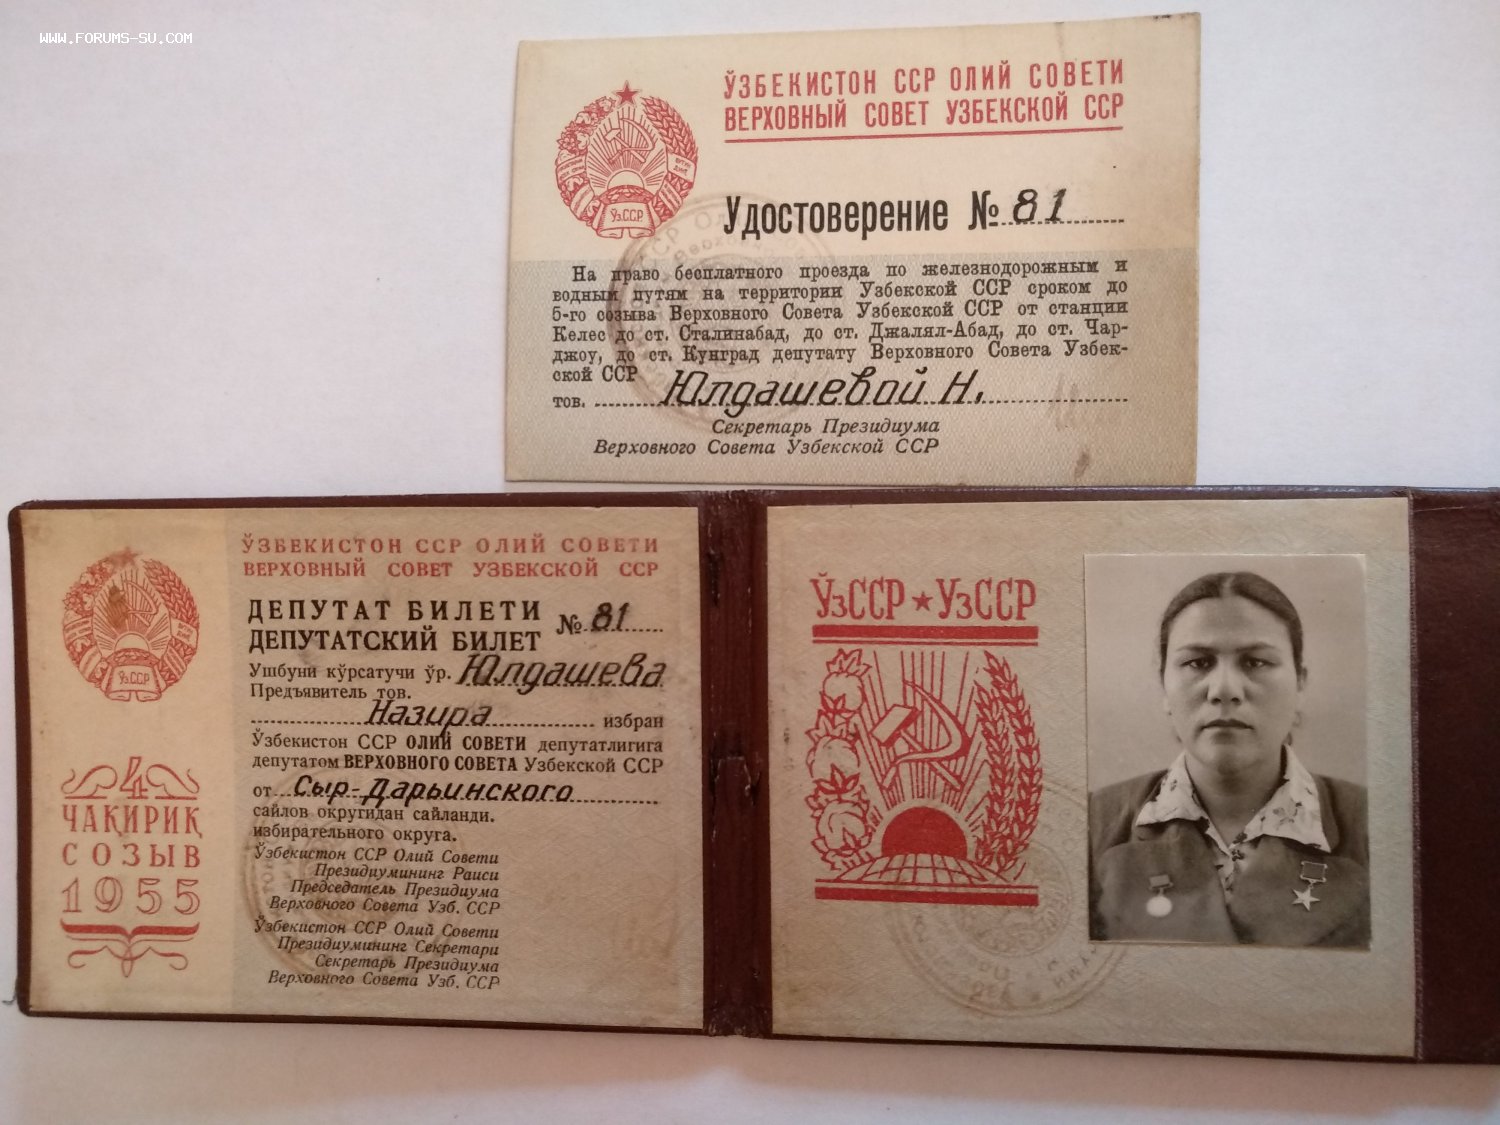 WWW.FORUMS-SU.COM
ЎЗБЕКИСТОН ССР ОЛИЙ СОВЕТИ
ВЕРХОВНЫЙ СОВЕТ УЗБЕКСКОЙ ССР
Уз.ССР.
Удостоверение № 81
На право бесплатного проезда по железнодорожным и
водным путям на территории Узбекской ССР сроком до
5-го созыва Верховного Совета Узбекской ССР от станции
Келес до ст. Сталинабад, до ст. Джалял-Абад, до ст. Чар-
джоу, до ст. Кунград депутату Верховного Совета Узбек-
ской ССР
тов. Юлдашевой Н.
Секретарь Президиума
Верховного Совета Узбекской ССР
ЎЗБЕКИСТОН ССР ОЛИЙ СОВЕТИ
ВЕРХОВНЫЙ СОВЕТ УЗБЕКСКОЙ ССР
ДЕПУТАТ БИЛЕТИ
ДЕПУТАТСКИЙ БИЛЕТ № 81
Ушбуни кўрсатучи ўр. Юлдашева
Предъявитель тов.
Назира избран
Ўзбекистон ССР ОЛИЙ СОВЕТИ депутатлигига
депутатом ВЕРХОВНОГО СОВЕТА Узбекской ССР
от Сыр-Дарьинского
сайлов округидан сайланди.
избирательного округа.
Ўзбекистон ССР Олий Совети
Президиумининг Раиси
Председатель Президиума
Верховного Совета Узб. ССР
Ўзбекистон ССР Олий Совети
Президиумининг Секретари
Секретарь Президиума
Верховного Совета Узб. ССР
Уз.ССР
4
ЧАҚИРИҚ
СОЗЫВ
1955
ЎзССР★УзССР